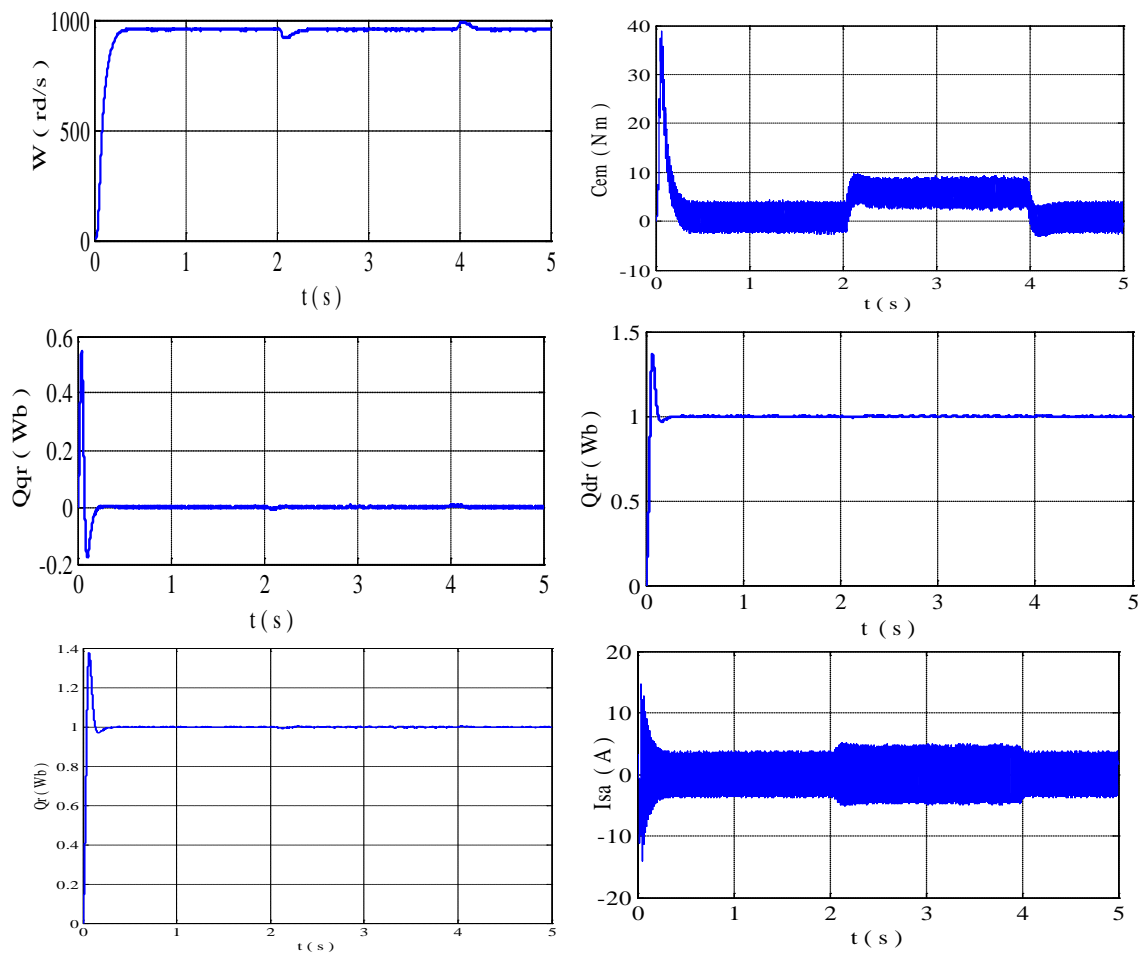 1000
500
0
W ( rd/s )
0 1 2 3 4 5
t ( s )
40
30
20
10
0
-10
Cem ( Nm )
0 1 2 3 4 5
t ( s )
0.6
0.4
0.2
0
-0.2
Qqr ( Wb )
0 1 2 3 4 5
t ( s )
1.5
1
0.5
0
Qdr ( Wb )
0 1 2 3 4 5
t ( s )
1.4
1.2
1
0.8
0.6
0.4
0.2
0
Qr ( Wb )
0 1 2 3 4 5
t ( s )
20
10
0
-10
-20
Isa ( A )
0 1 2 3 4 5
t ( s )